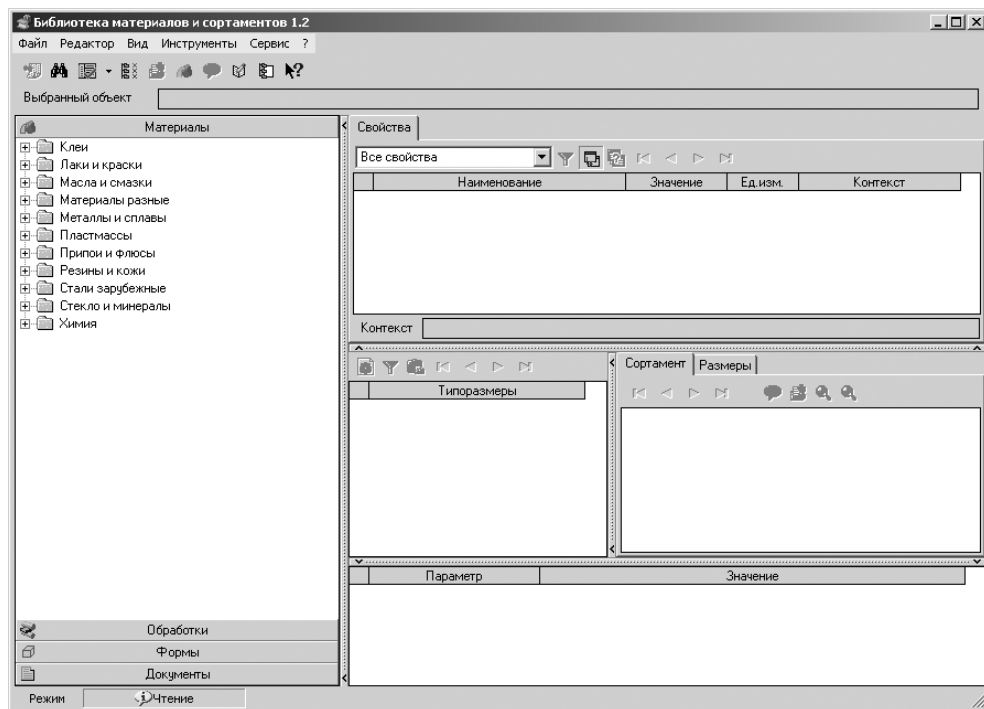 Библиотека материалов и сортаментов 1.2
Файл Редактор Вид Инструменты Сервис ?
Выбранный объект
Материалы
Клеи
Лаки и краски
Масла и смазки
Материалы разные
Металлы и сплавы
Пластмассы
Припои и флюсы
Резины и кожи
Стали зарубежные
Стекло и минералы
Химия
Обработки
Формы
Документы
Свойства
Все свойства
Наименование Значение Ед.изм. Контекст
Контекст
Типоразмеры
Сортамент Размеры
Параметр Значение
Режим Чтение